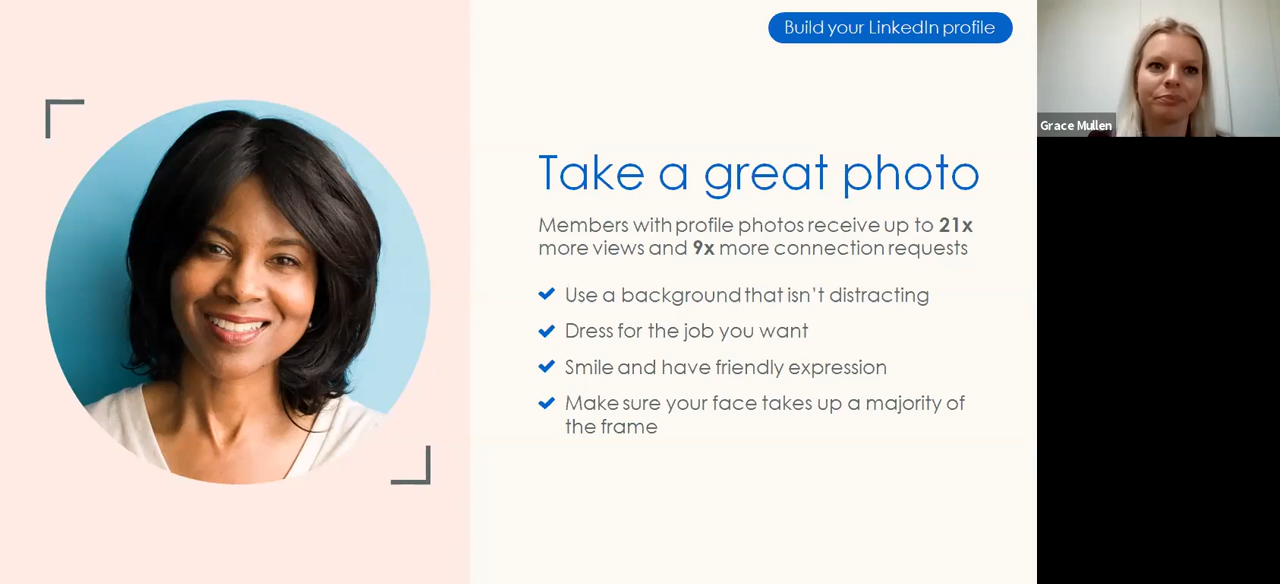 Build your LinkedIn profile
Grace Mullen
Take a great photo
Members with profile photos receive up to 21x
more views and 9x more connection requests
Use a background that isn't distracting
Dress for the job you want
Smile and have friendly expression
Make sure your face takes up a majority of
the frame